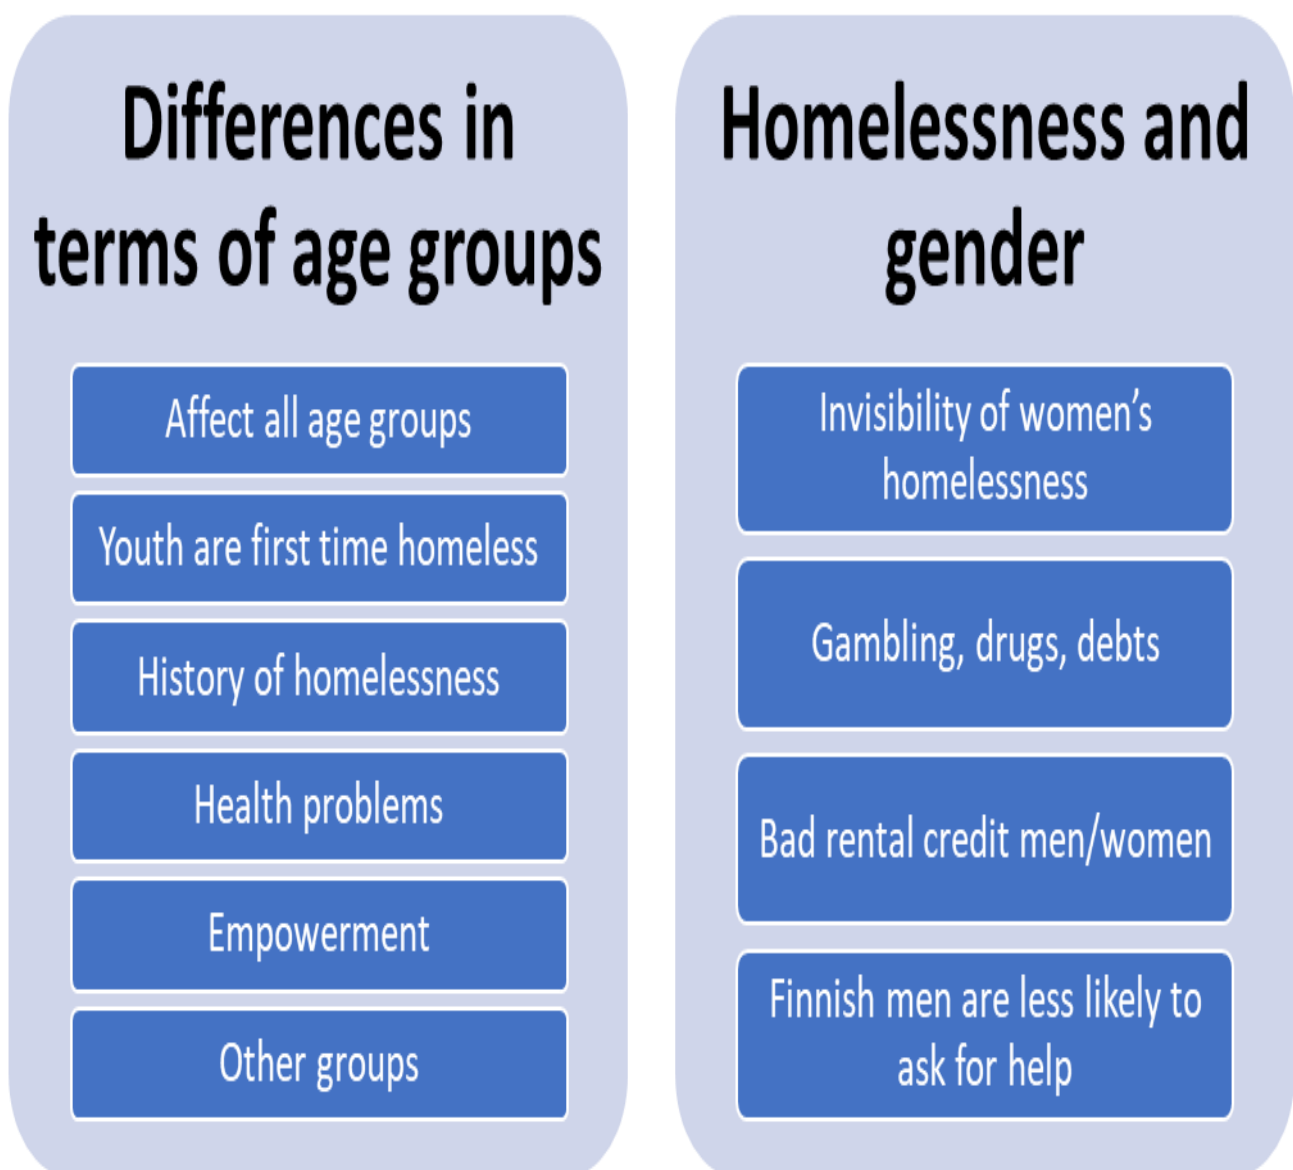 Differences in
terms of age groups
Affect all age groups
Youth are first time homeless
History of homelessness
Health problems
Empowerment
Other groups
Homelessness and
gender
Invisibility of women’s
homelessness
Gambling, drugs, debts
Bad rental credit men/women
Finnish men are less likely to
ask for help